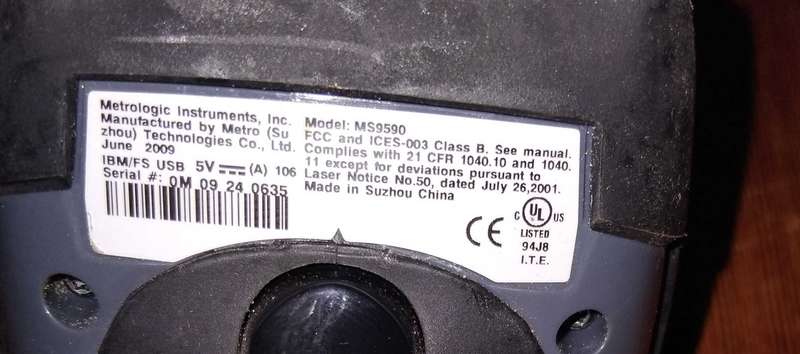 Metrologic Instruments, Inc.
Manufactured by Metro (Su
zhou) Technologies Co., Ltd.
June 2009
IBM/FS USB 5V (A) 106
Serial #: 0M 09 24 0635
Model: MS9590
FCC and ICES-003 Class B. See manual.
Complies with 21 CFR 1040.10 and 1040.
11 except for deviations pursuant to
Laser Notice No.50, dated July 26,2001.
Made in Suzhou China
CE
C UL US
LISTED
94J8
I.T.E.